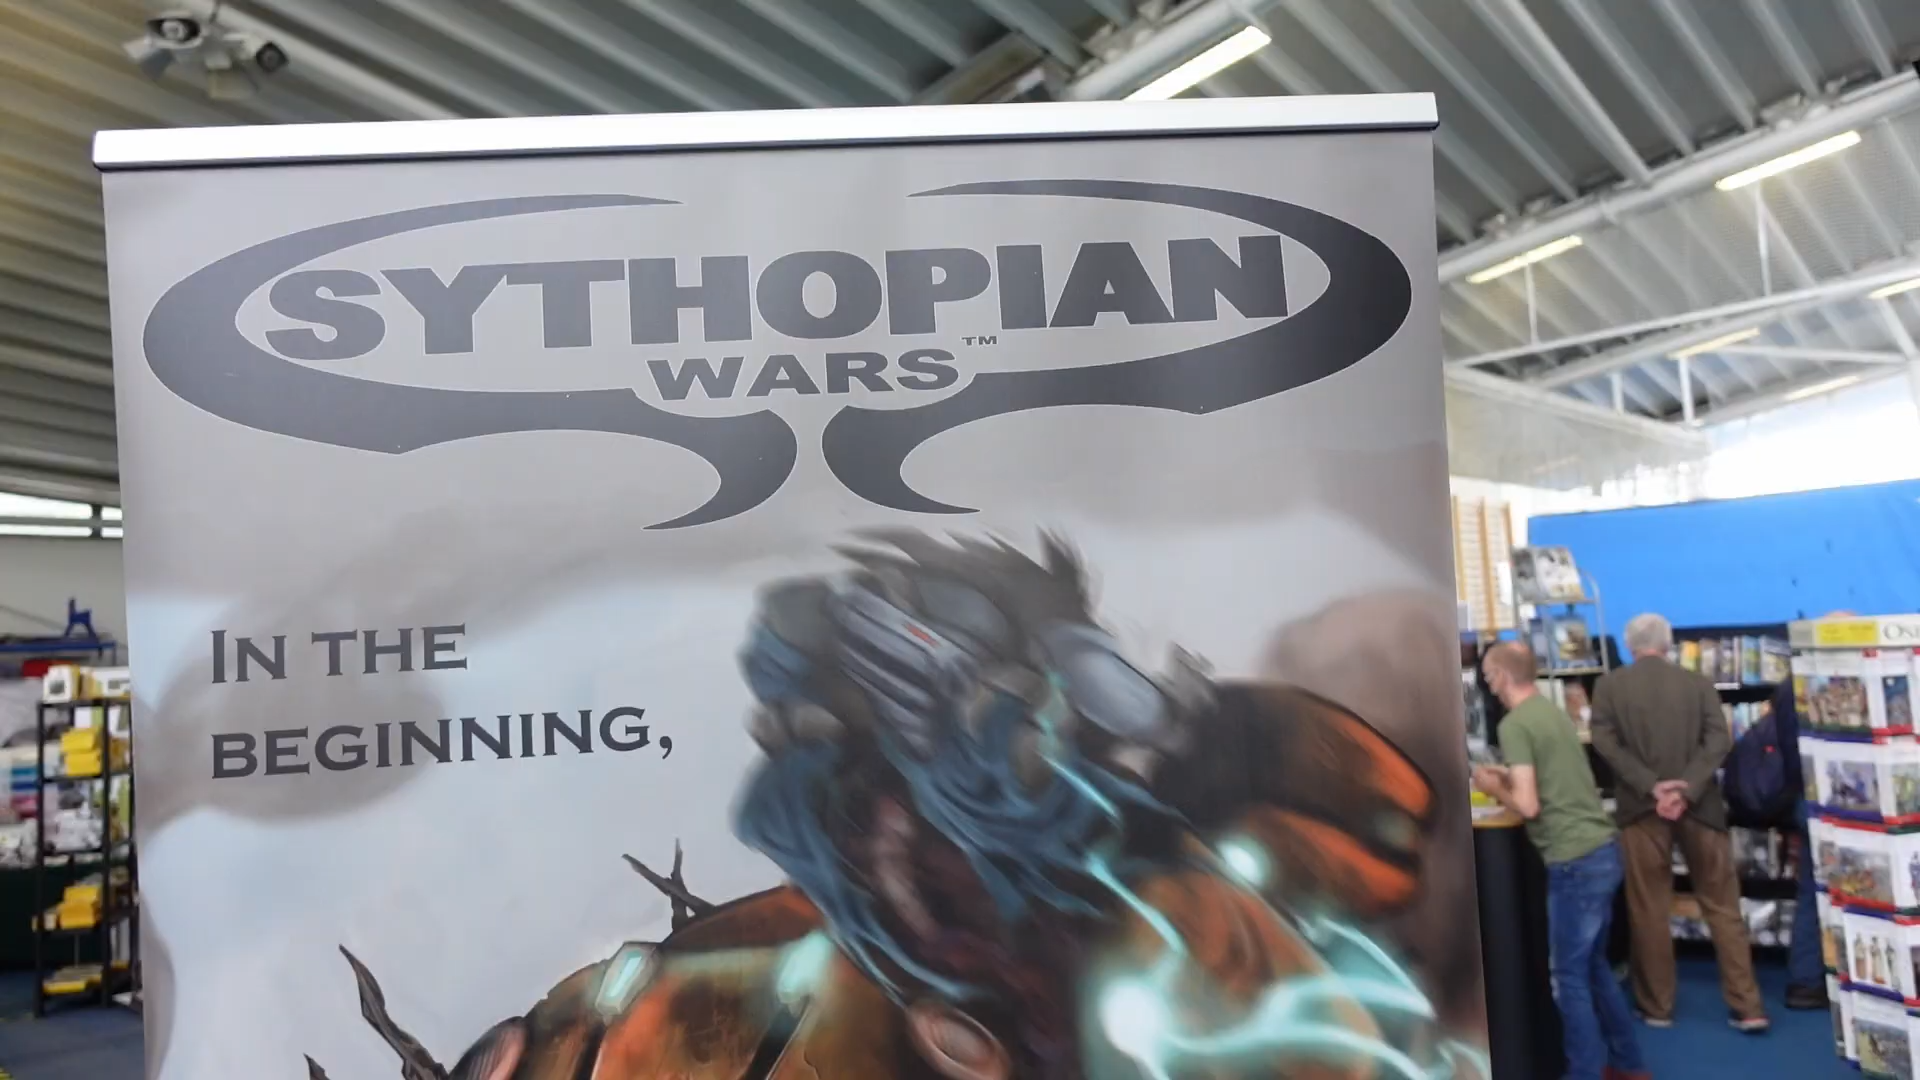 SYTHOPIAN
WARS™
IN THE
BEGINNING,